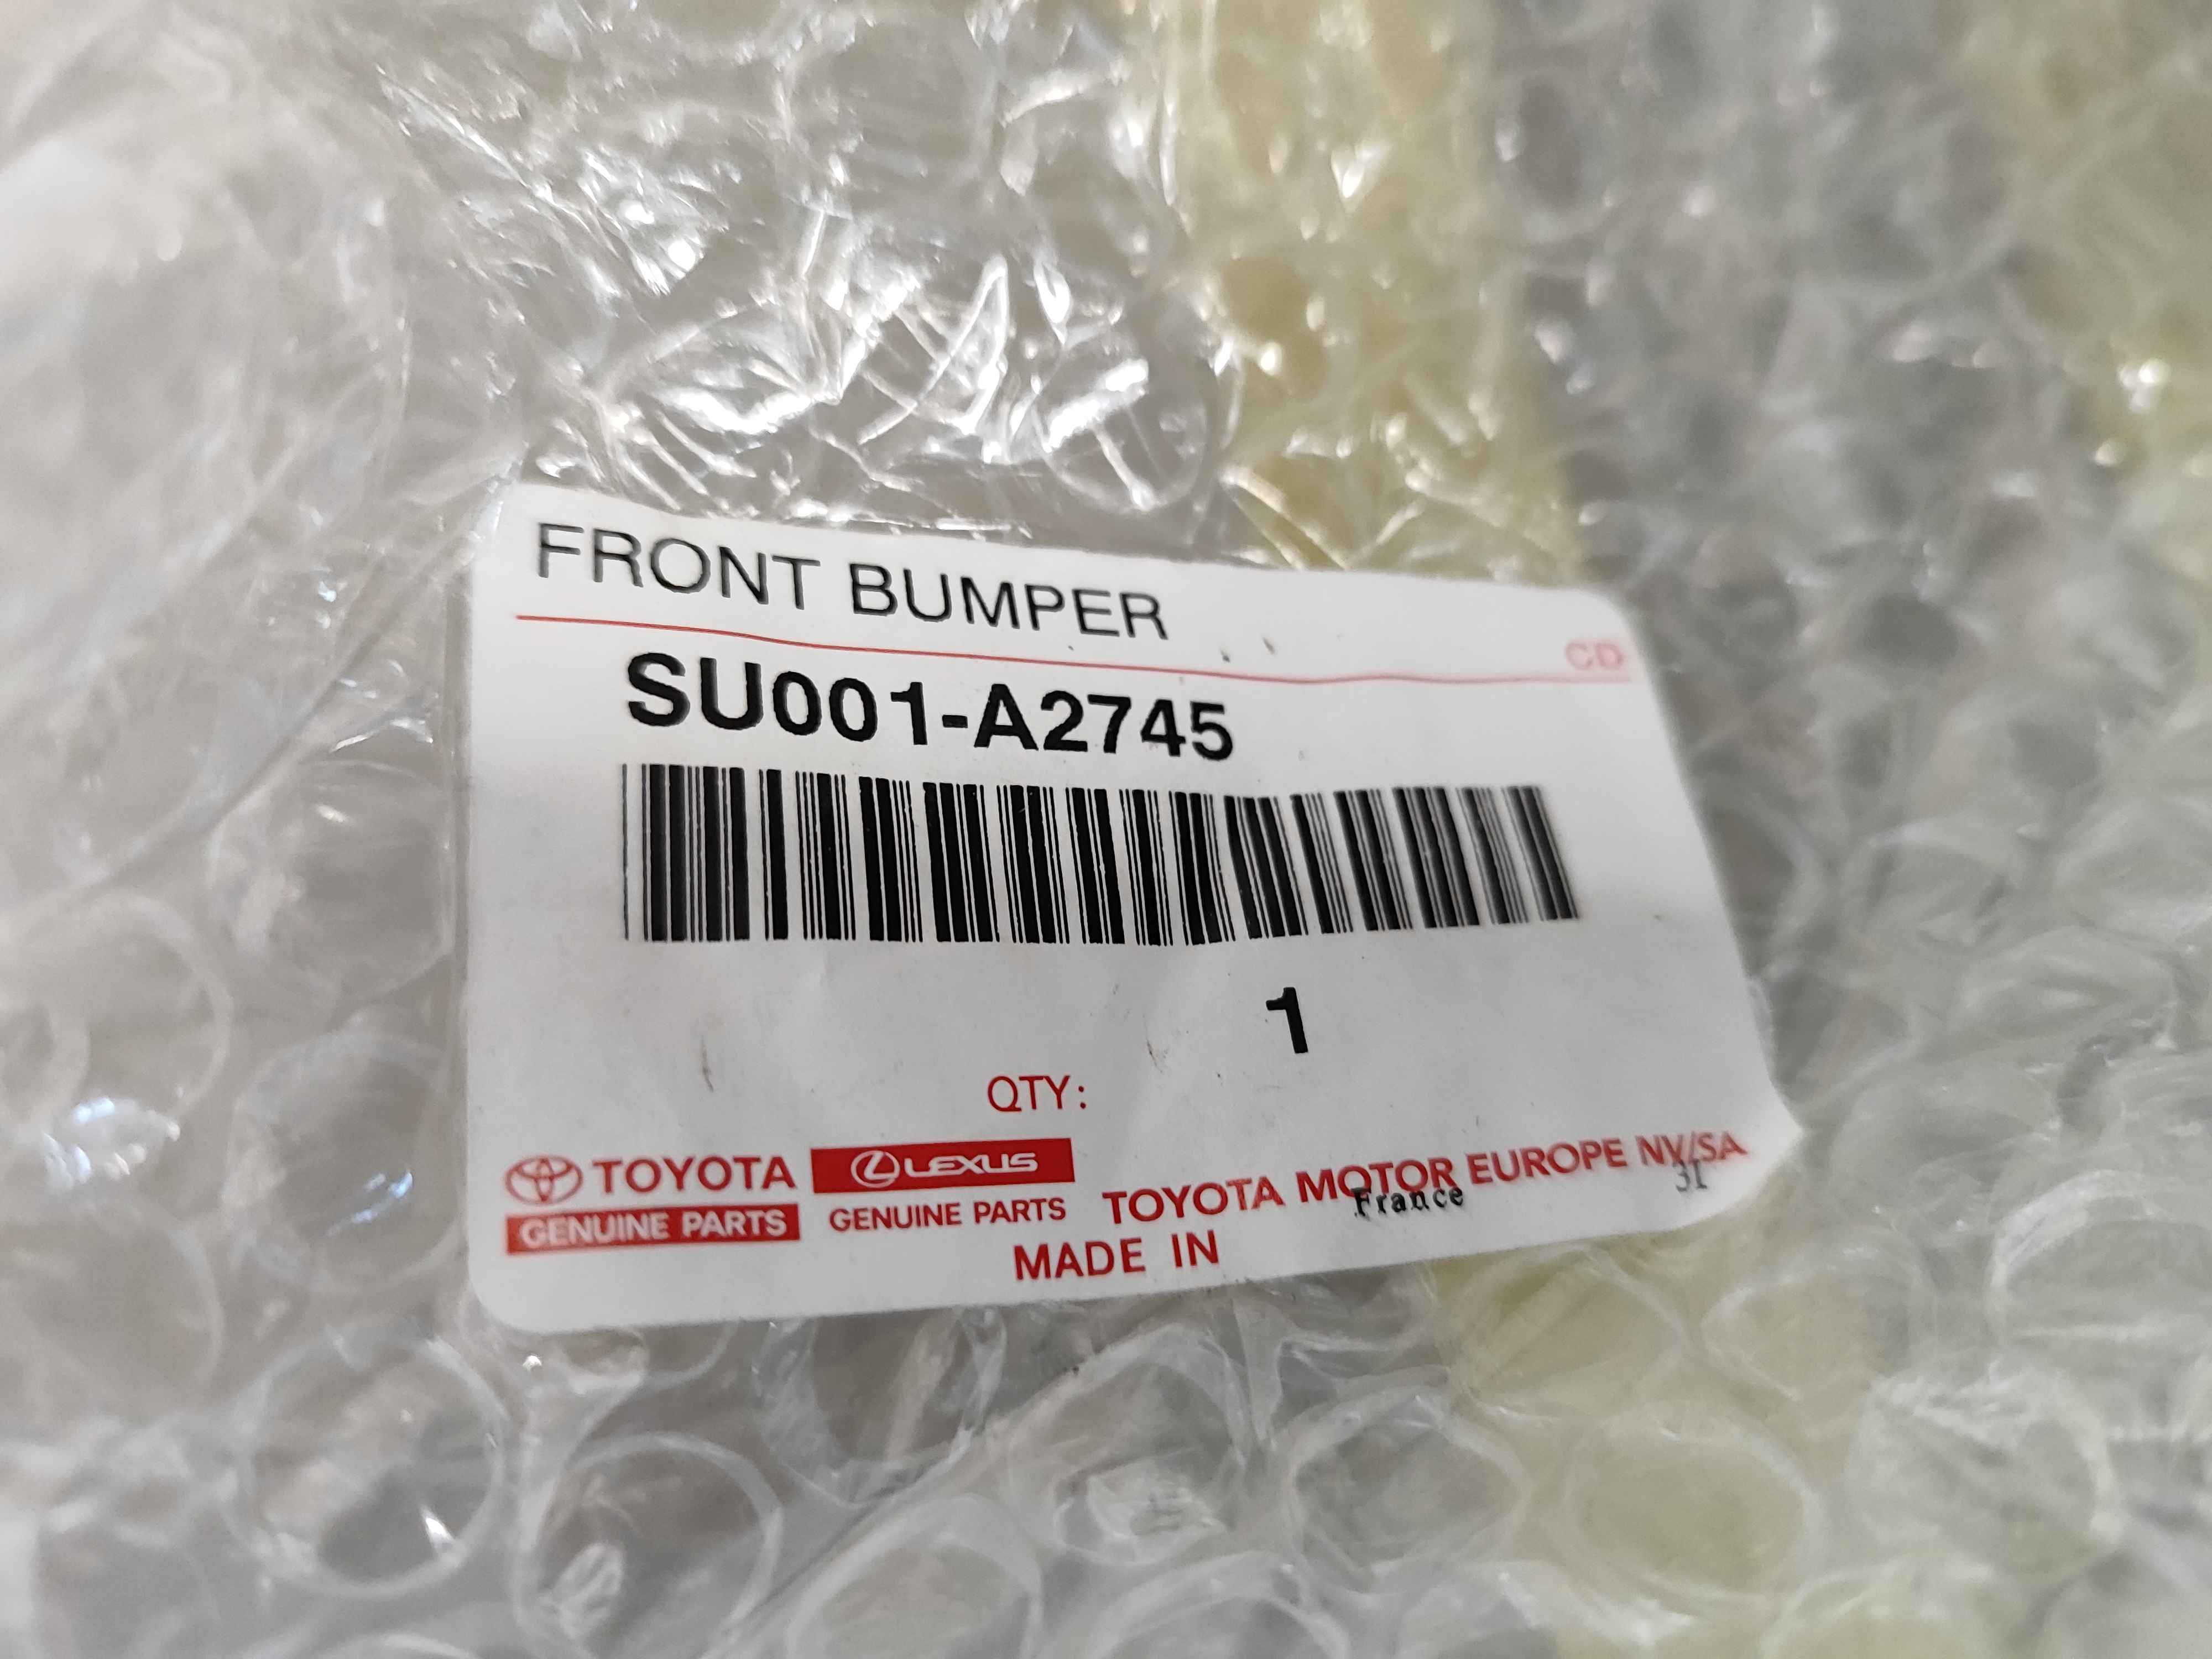 FRONT BUMPER
CD
SU001-A2745
1
QTY:
TOYOTA
GENUINE PARTS
LEXUS
GENUINE PARTS
TOYOTA MOTOR EUROPE NV/SA
France
31
MADE IN